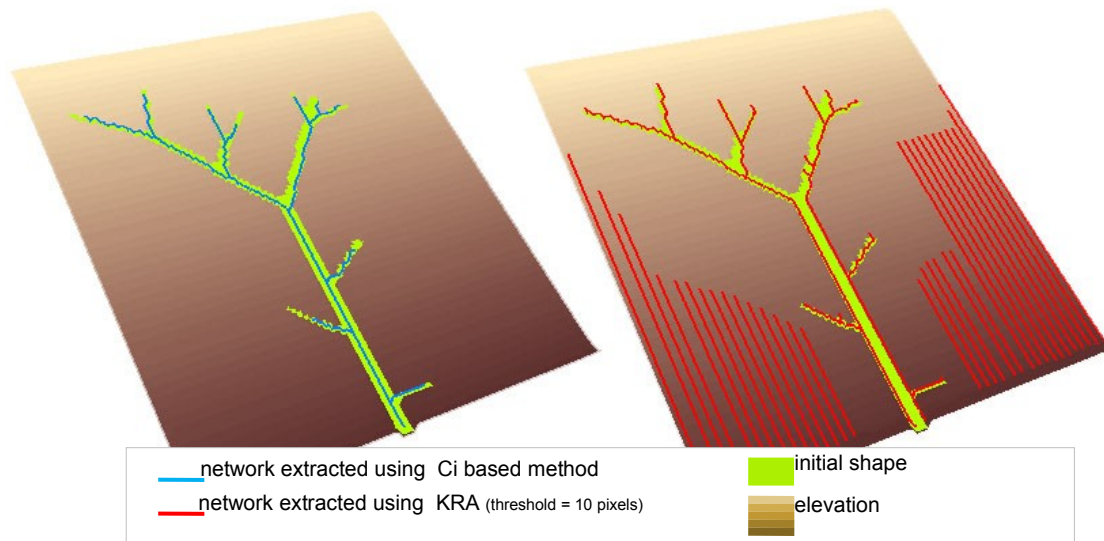 network extracted using Ci based method
network extracted using KRA (threshold = 10 pixels)
initial shape
elevation